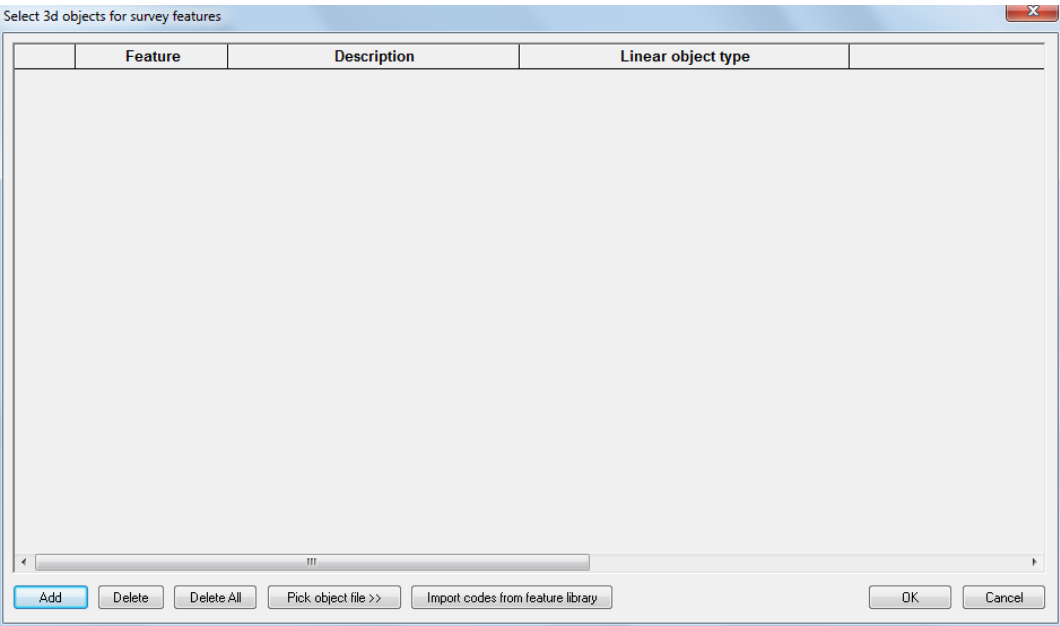 Select 3d objects for survey features
Feature Description Linear object type
Add Delete Delete All Pick object file >> Import codes from feature library OK Cancel